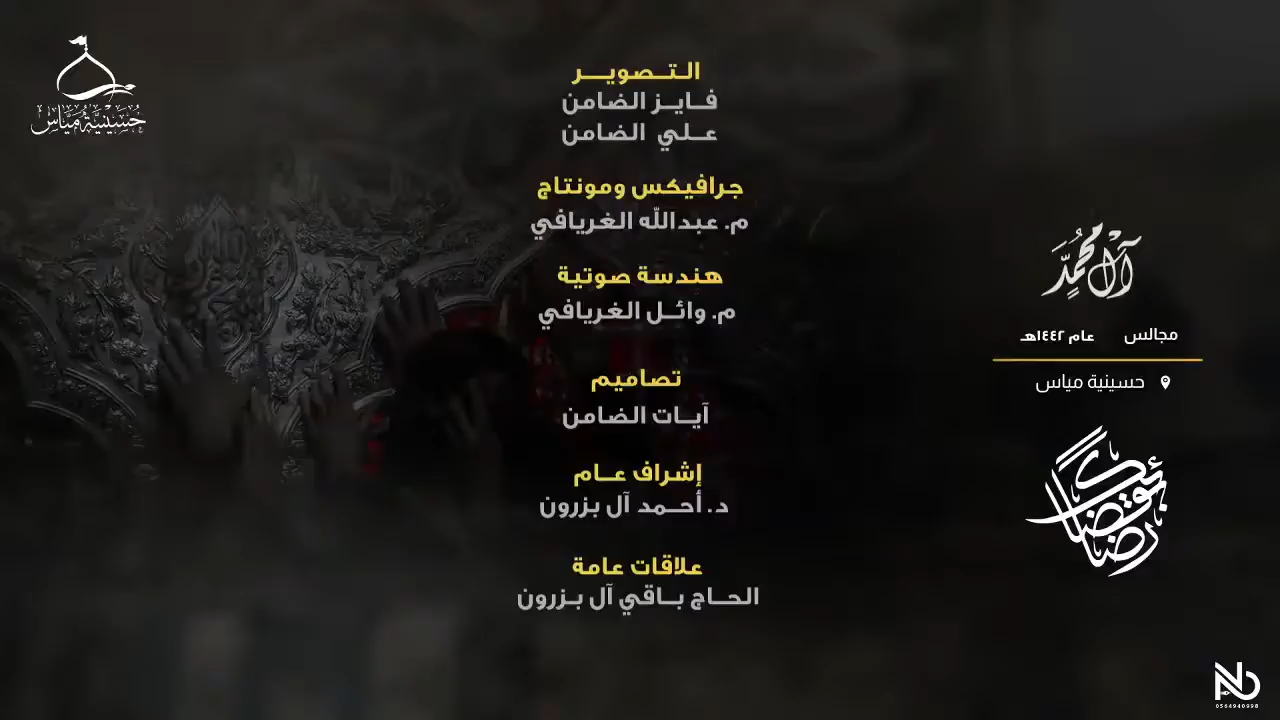 حسينية مياس
التصوير
فايز الضامن
علي الضامن
جرافيكس ومونتاج
م. عبدالله الغريافي
هندسة صوتية
م. وائل الغريافي
تصاميم
آيات الضامن
إشراف عام
د. أحمد آل بزرون
علاقات عامة
الحاج باقي آل بزرون
آل محمد
مجالس عام ١٤٤٢هـ
حسينية مياس
0564940998